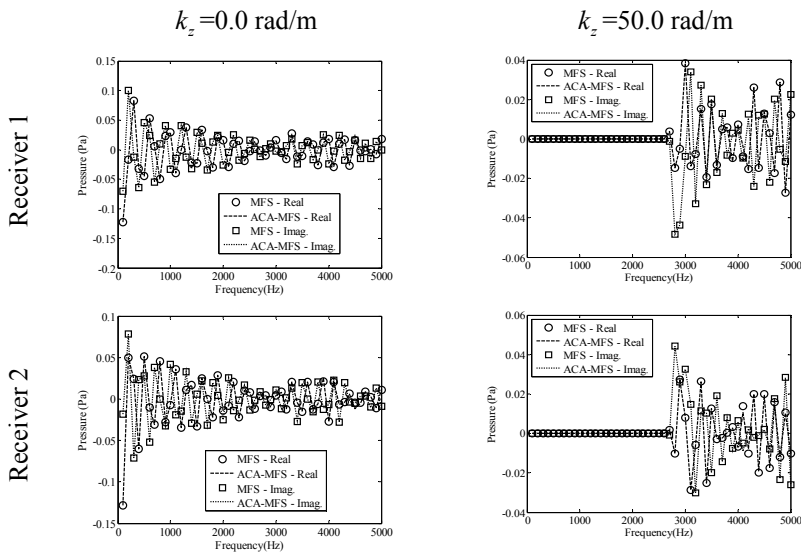 k_z =0.0 rad/m
k_z =50.0 rad/m
Receiver 1
0.15
0.1
0.05
0
-0.05
-0.1
-0.15
-0.2
Pressure (Pa)
MFS - Real
ACA-MFS - Real
MFS - Imag.
ACA-MFS - Imag.
0 1000 2000 3000 4000 5000
Frequency(Hz)
0.04
0.02
0
-0.02
-0.04
0.06
Pressure (Pa)
MFS - Real
ACA-MFS - Real
MFS - Imag.
ACA-MFS - Imag.
0 1000 2000 3000 4000 5000
Frequency(Hz)
Receiver 2
0.1
0.05
0
-0.05
-0.1
0.15
Pressure (Pa)
MFS - Real
ACA-MFS - Real
MFS - Imag.
ACA-MFS - Imag.
0 1000 2000 3000 4000 5000
Frequency(Hz)
0.06
0.04
0.02
0
-0.02
0.04
Pressure (Pa)
MFS - Real
ACA-MFS - Real
MFS - Imag.
ACA-MFS - Imag.
0 1000 2000 3000 4000 5000
Frequency(Hz)